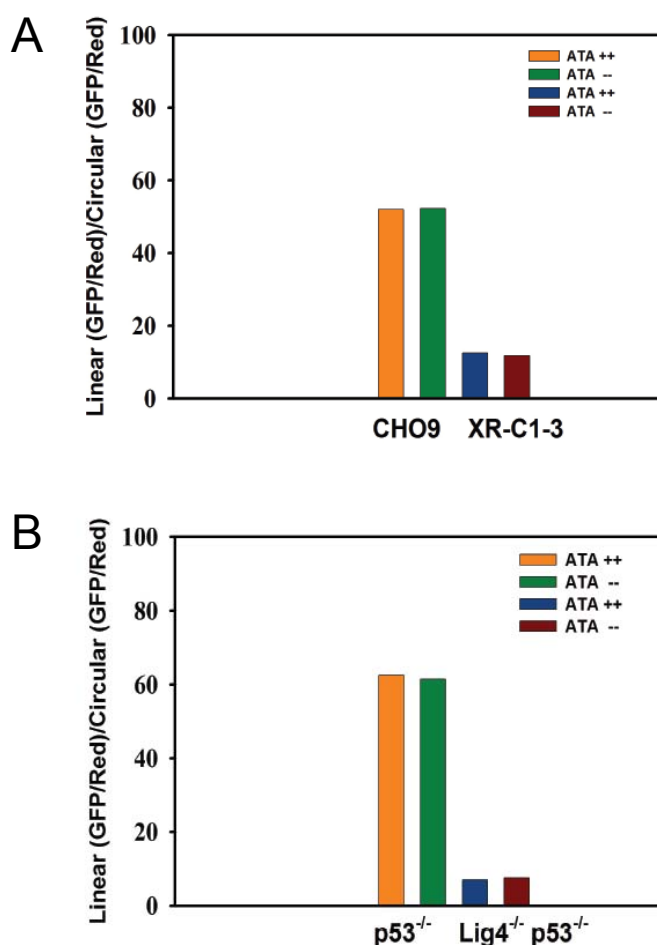 A
Linear (GFP/Red)/Circular (GFP/Red)
100
80
60
40
20
0
ATA ++
ATA --
ATA ++
ATA --
CHO9 XR-C1-3
B
Linear (GFP/Red)/Circular (GFP/Red)
100
80
60
40
20
0
ATA ++
ATA --
ATA ++
ATA --
p53-/- Lig4-/- p53-/-